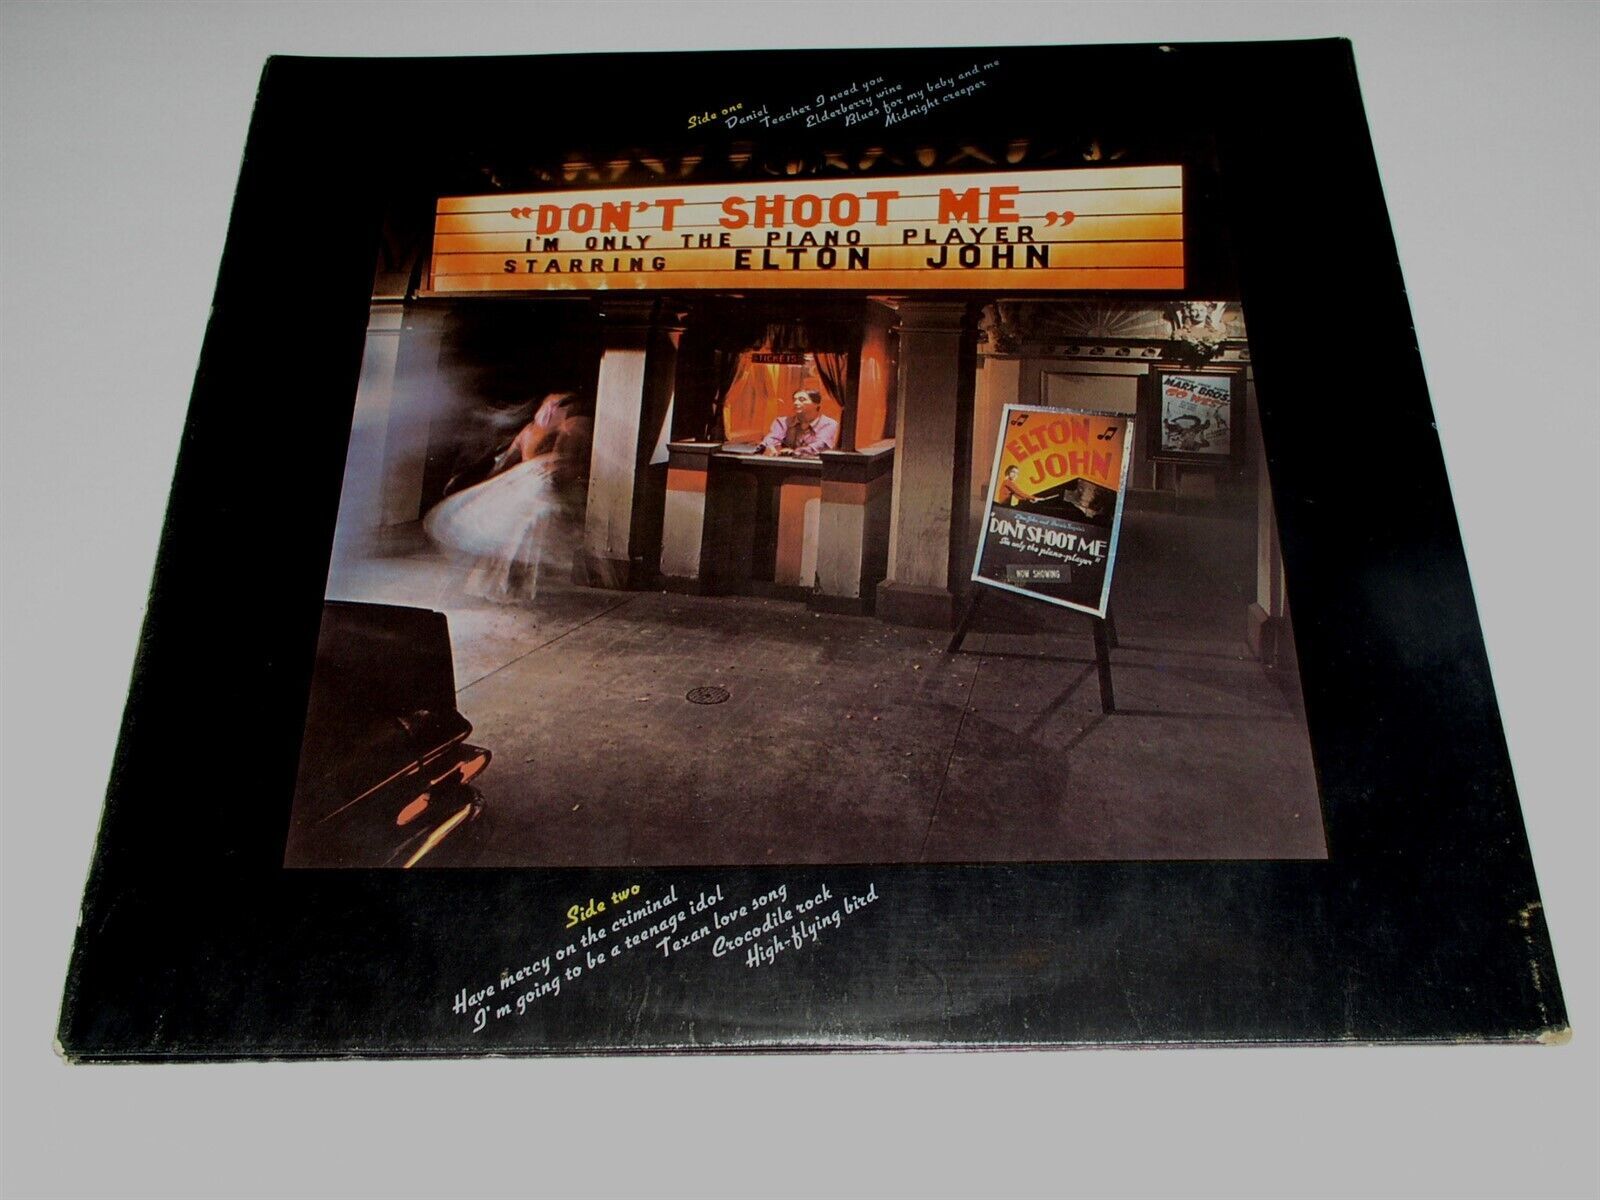 Side one
Daniel
Teacher I need you
Elderberry wine
Blues for my baby and me
Midnight creeper
"DON'T SHOOT ME"
I'M ONLY THE PIANO PLAYER
STARRING ELTON JOHN
TICKETS
MARX BROS.
GO WEST
ELTON
JOHN
"DON'T SHOOT ME
I'm only the piano-player"
NOW SHOWING
Side two
Have mercy on the criminal
I'm going to be a teenage idol
Texan love song
Crocodile rock
High-flying bird